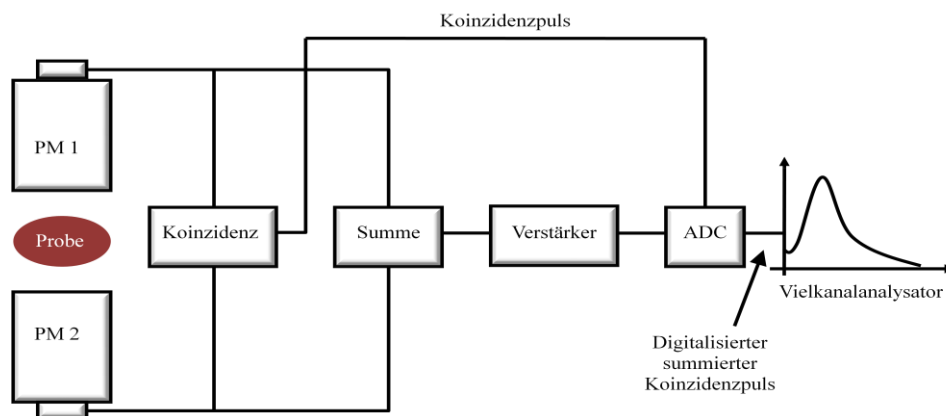 Koinzidenzpuls
PM 1
Probe
Koinzidenz
Summe
Verstärker
ADC
Vielkanalanalysator
PM 2
Digitalisierter
summierter
Koinzidenzpuls